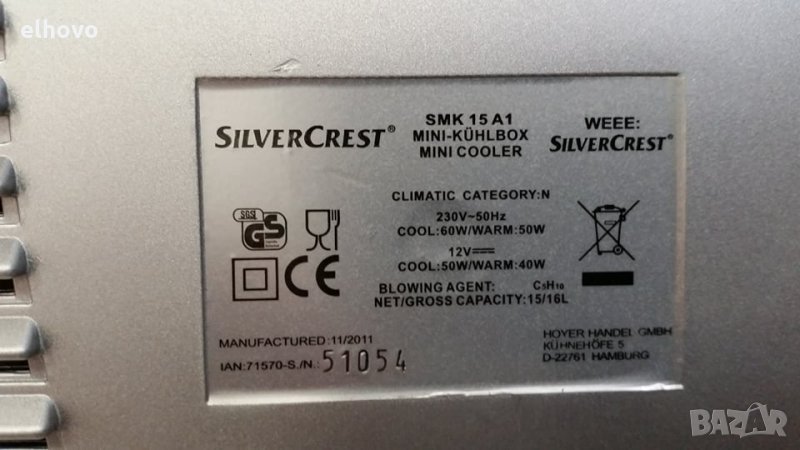 elhovo
SILVERCREST®
SMK 15 A1
MINI-KÜHLBOX
MINI COOLER
WEEE:
SILVERCREST®
CLIMATIC CATEGORY:N
230V~50Hz
COOL:60W/WARM:50W
12V⎓
COOL:50W/WARM:40W
BLOWING AGENT: C5H10
NET/GROSS CAPACITY:15/16L
SGS
GS
CE
MANUFACTURED:11/2011
IAN:71570-S./N.: 51054
HOYER HANDEL GMBH
KÜHNEHÖFE 5
D-22761 HAMBURG
BAZAR